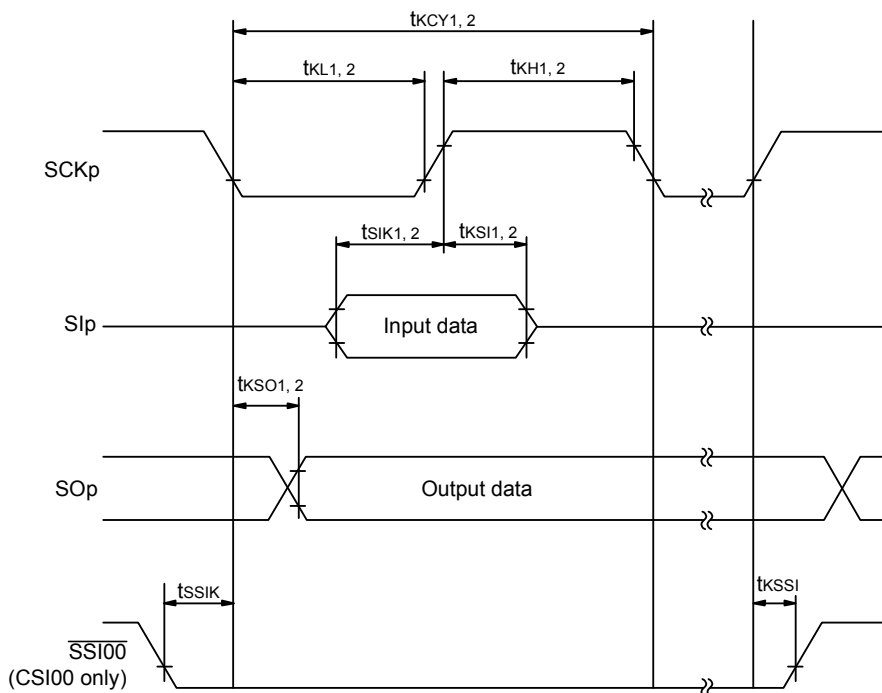 tKCY1, 2
tKL1, 2
tKH1, 2
SCKp
tSIK1, 2
tKSI1, 2
SIp
Input data
tKSO1, 2
SOp
Output data
tSSIK
tKSSI
SSI00
(CSI00 only)